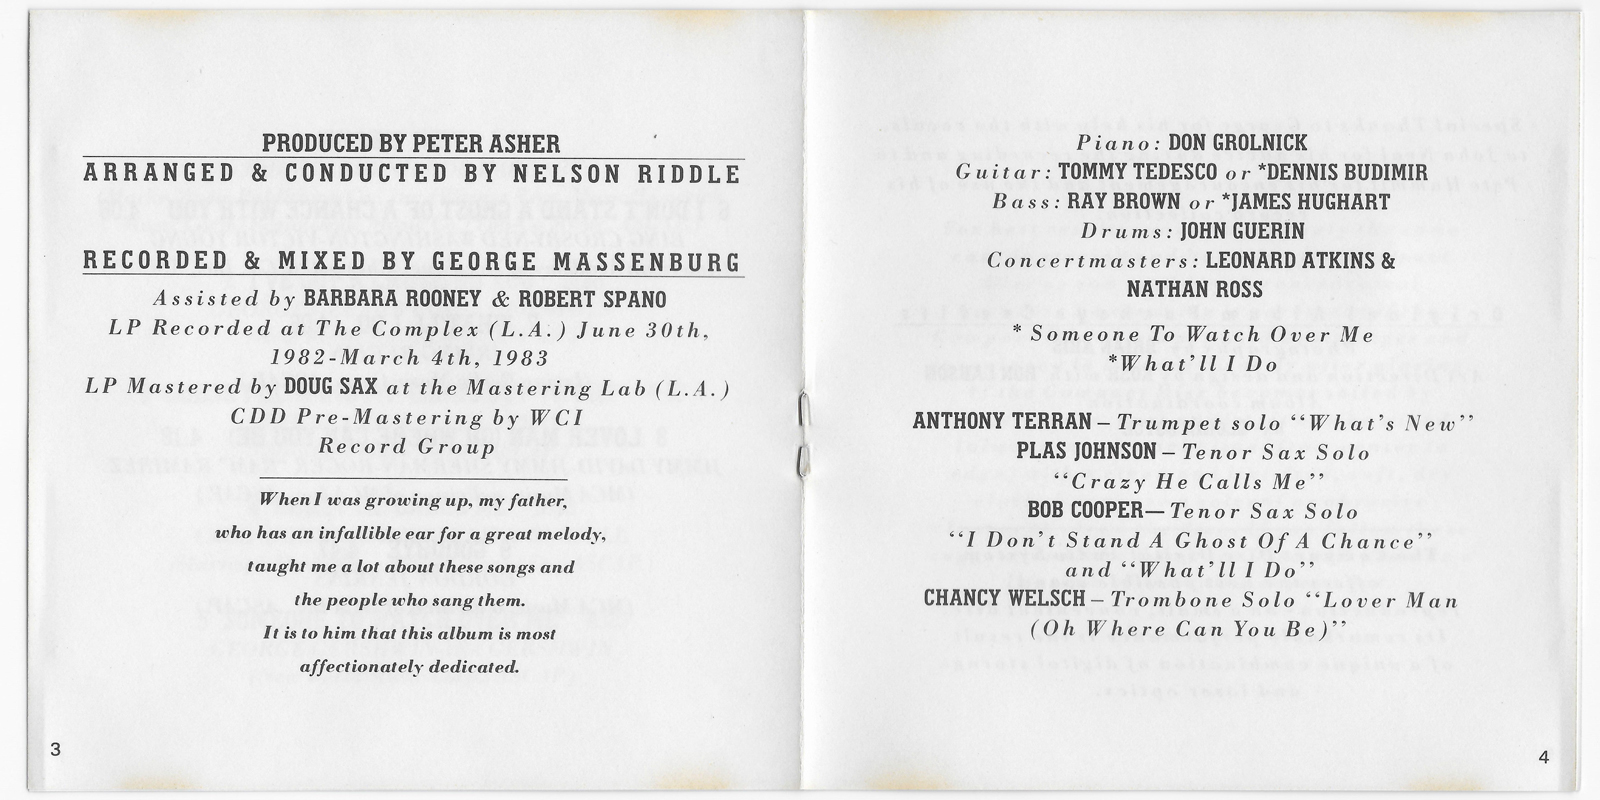 PRODUCED BY PETER ASHER
ARRANGED & CONDUCTED BY NELSON RIDDLE
RECORDED & MIXED BY GEORGE MASSENBURG
Assisted by BARBARA ROONEY & ROBERT SPANO
LP Recorded at The Complex (L.A.) June 30th,
1982-March 4th, 1983
LP Mastered by DOUG SAX at the Mastering Lab (L.A.)
CDD Pre-Mastering by WCI
Record Group
When I was growing up, my father,
who has an infallible ear for a great melody,
taught me a lot about these songs and
the people who sang them.
It is to him that this album is most
affectionately dedicated.
3
Piano: DON GROLNICK
Guitar: TOMMY TEDESCO or *DENNIS BUDIMIR
Bass: RAY BROWN or *JAMES HUGHART
Drums: JOHN GUERIN
Concertmasters: LEONARD ATKINS &
NATHAN ROSS
* Someone To Watch Over Me
*What'll I Do
ANTHONY TERRAN – Trumpet solo “What's New”
PLAS JOHNSON – Tenor Sax Solo
“Crazy He Calls Me”
BOB COOPER— Tenor Sax Solo
“I Don't Stand A Ghost Of A Chance”
and “What'll I Do”
CHANCY WELSCH – Trombone Solo “Lover Man
(Oh Where Can You Be)”
4